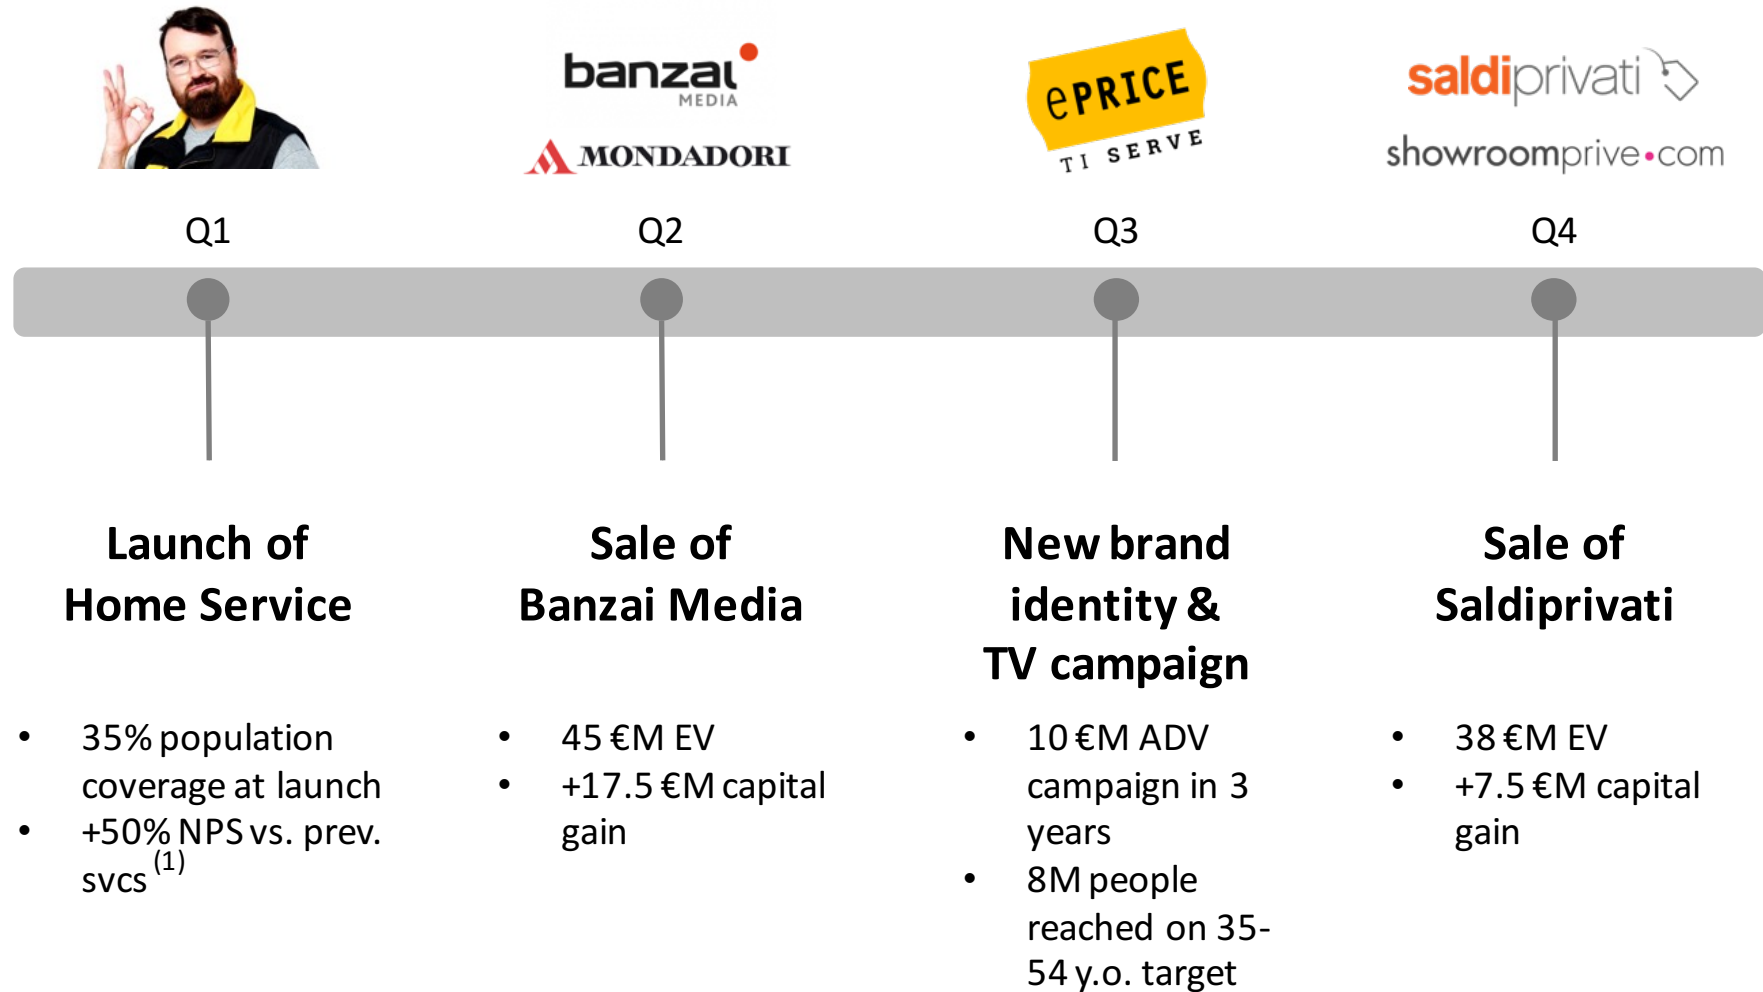 banzai
MEDIA
MONDADORI
ePRICE
TI SERVE
saldiprivati
showroomprive.com
Q1
Q2
Q3
Q4
Launch of
Home Service
• 35% population
coverage at launch
• +50% NPS vs. prev.
svcs (1)
Sale of
Banzai Media
• 45 €M EV
• +17.5 €M capital
gain
New brand
identity &
TV campaign
• 10 €M ADV
campaign in 3
years
• 8M people
reached on 35-
54 y.o. target
Sale of
Saldiprivati
• 38 €M EV
• +7.5 €M capital
gain